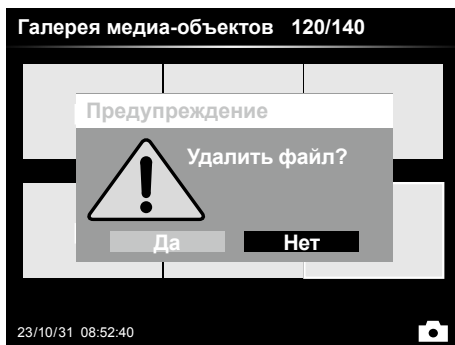 Галерея медиа-объектов 120/140
Предупреждение
Удалить файл?
Да Нет
23/10/31 08:52:40